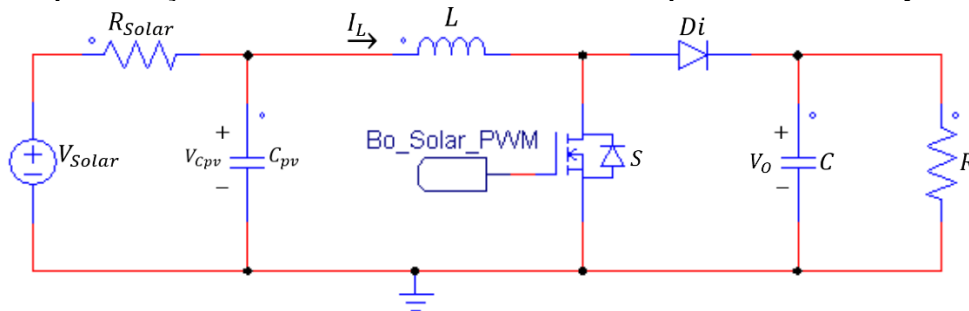 R_Solar
I_L
L
Di
V_Solar
+
V_Cpv
−
C_pv
Bo_Solar_PWM
S
+
V_O
−
C
R